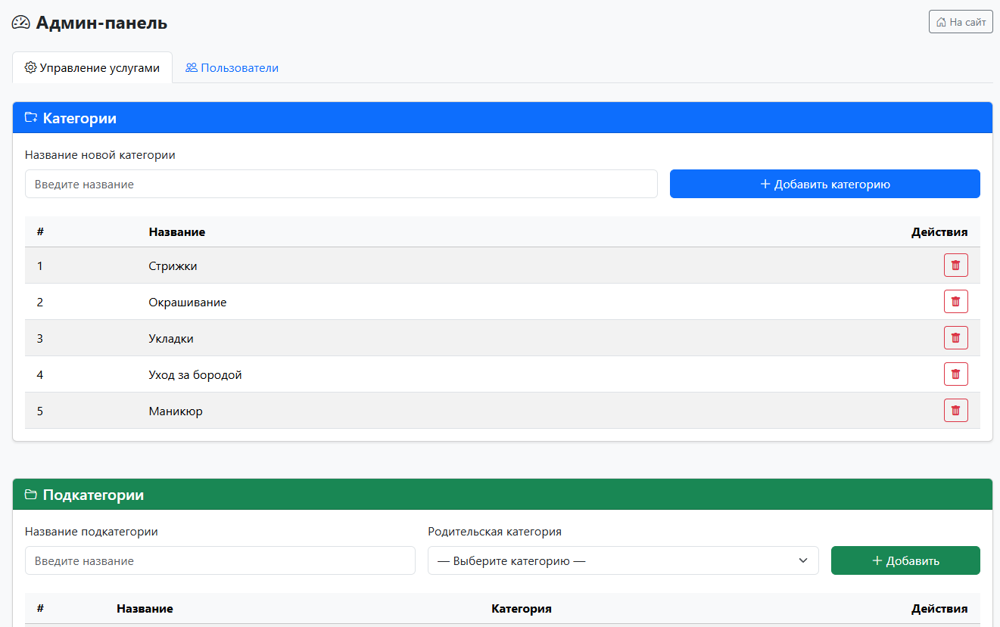 Админ-панель
На сайт
Управление услугами
Пользователи
Категории
Название новой категории
Введите название
+ Добавить категорию
# Название Действия
1 Стрижки
2 Окрашивание
3 Укладки
4 Уход за бородой
5 Маникюр
Подкатегории
Название подкатегории Родительская категория
Введите название — Выберите категорию — + Добавить
# Название Категория Действия